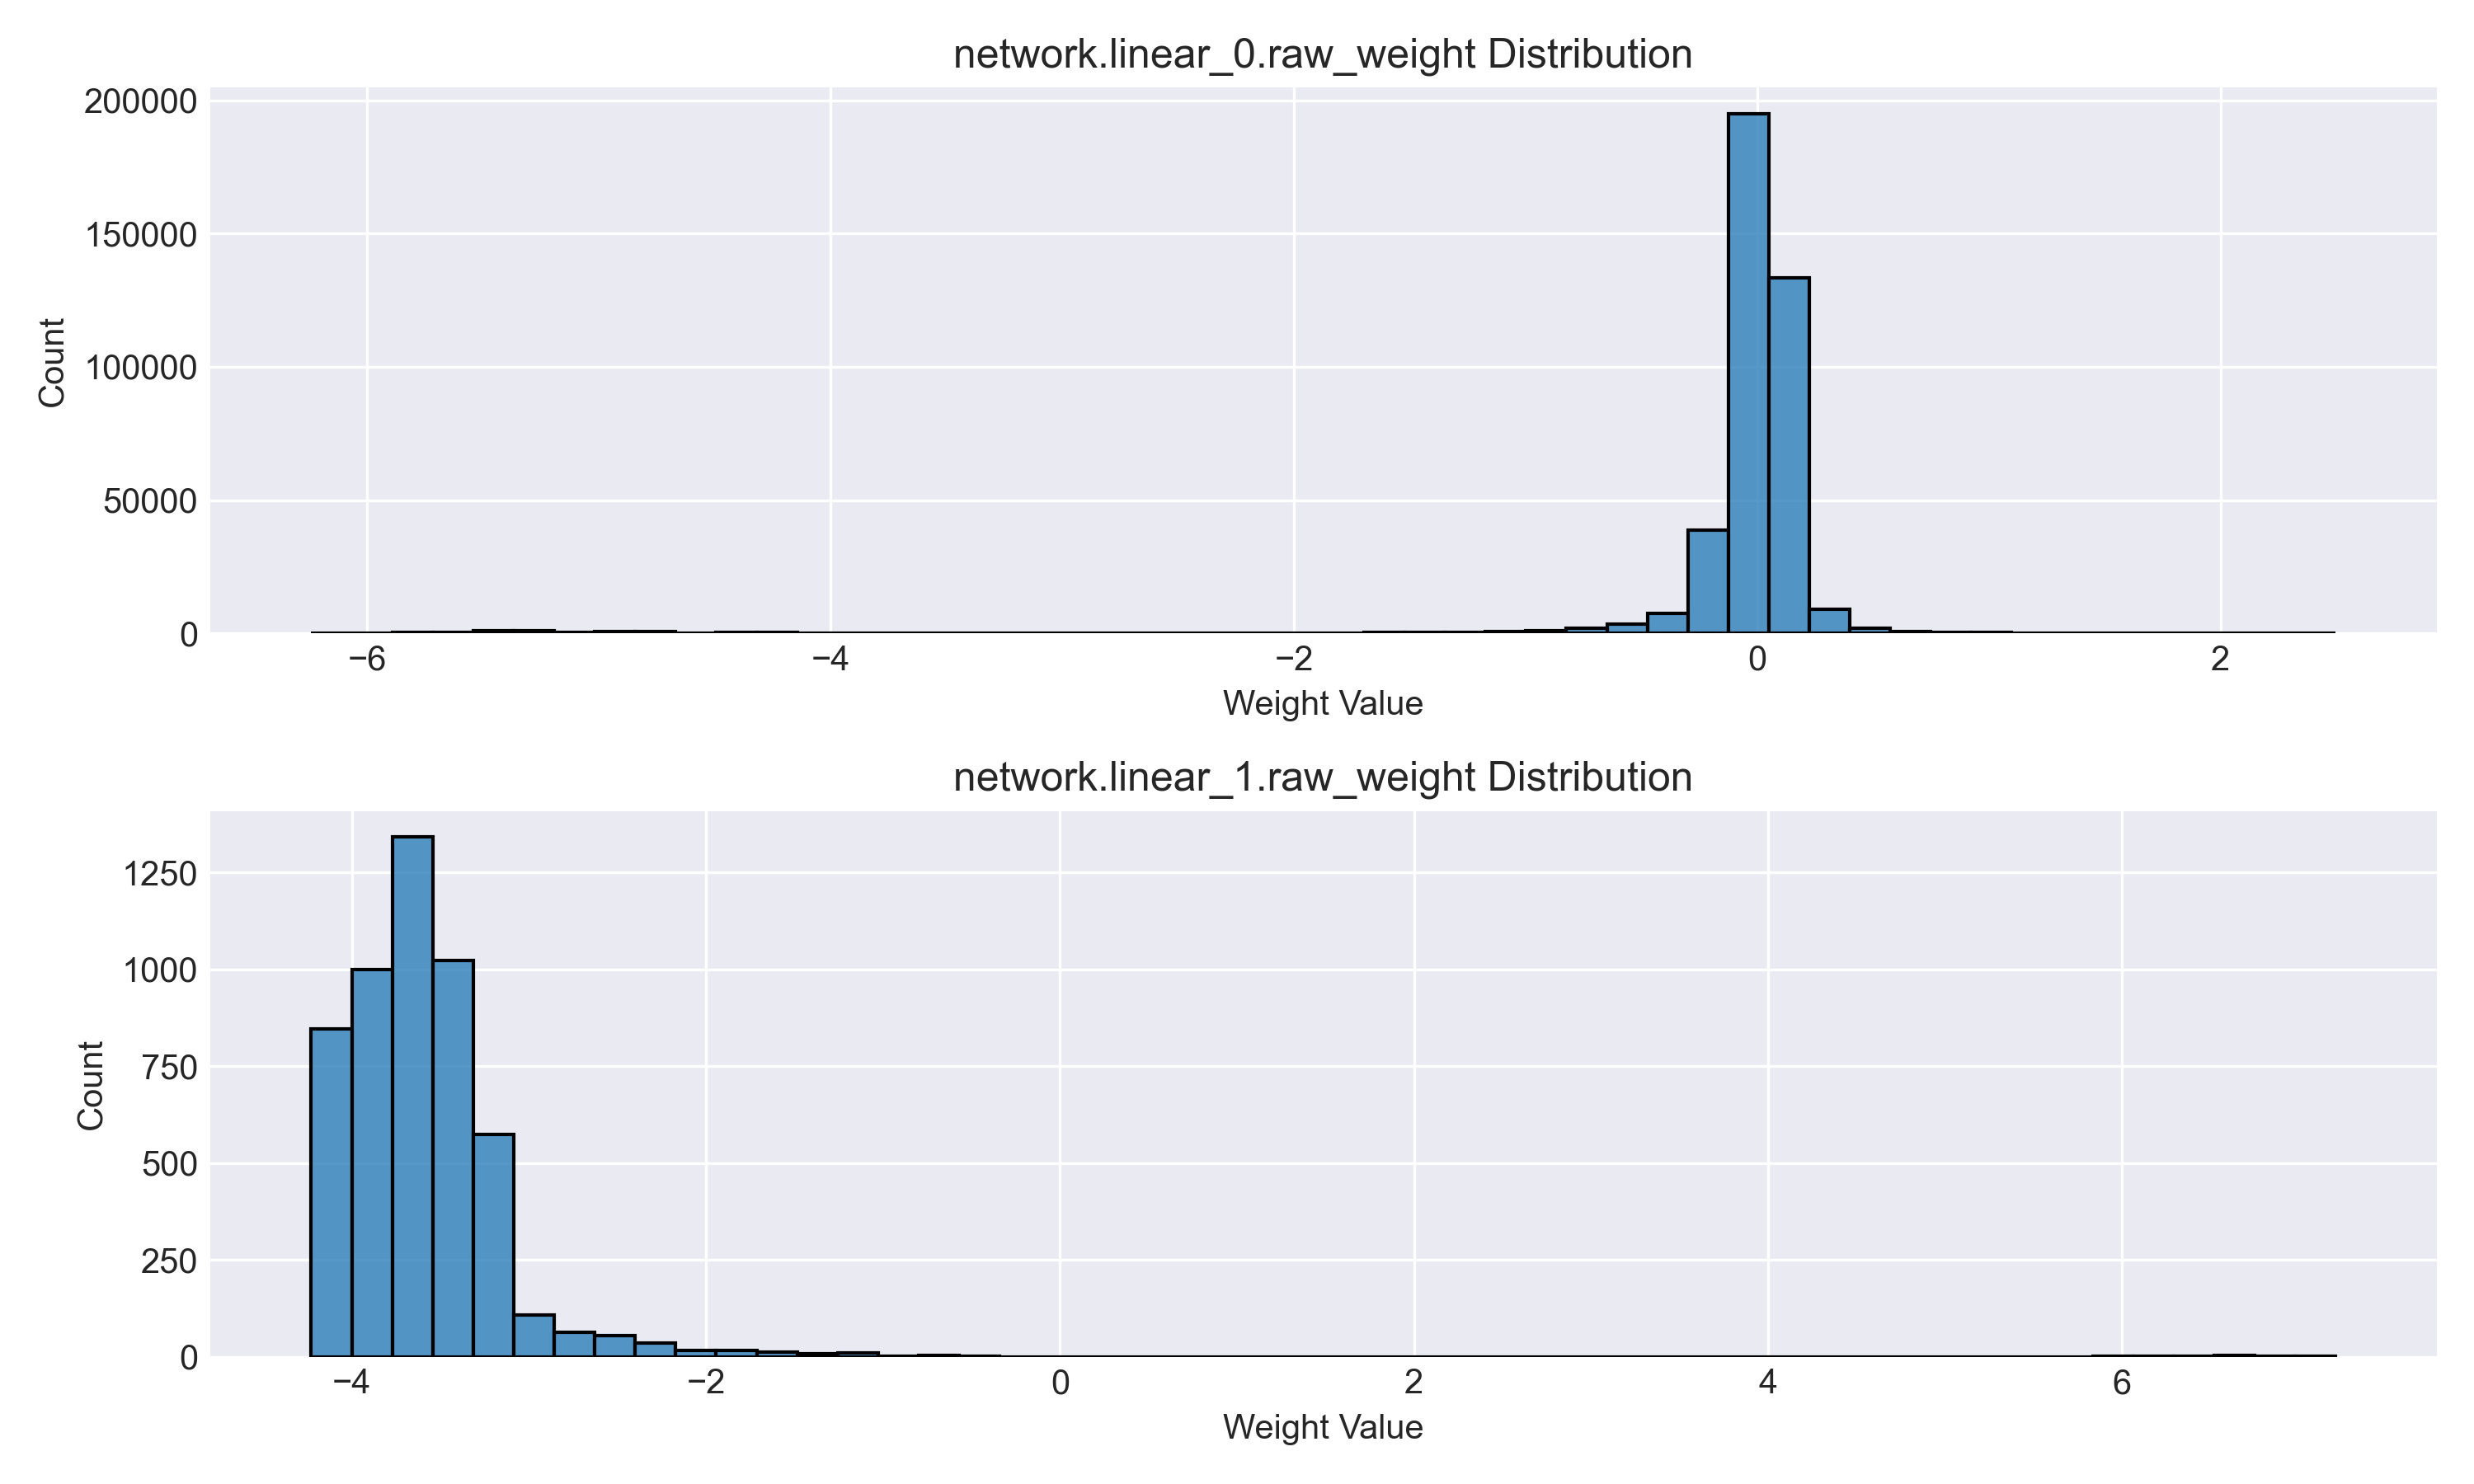 network.linear_0.raw_weight Distribution
200000
150000
100000
50000
0
Count
−6 −4 −2 0 2
Weight Value
network.linear_1.raw_weight Distribution
1250
1000
750
500
250
0
Count
−4 −2 0 2 4 6
Weight Value